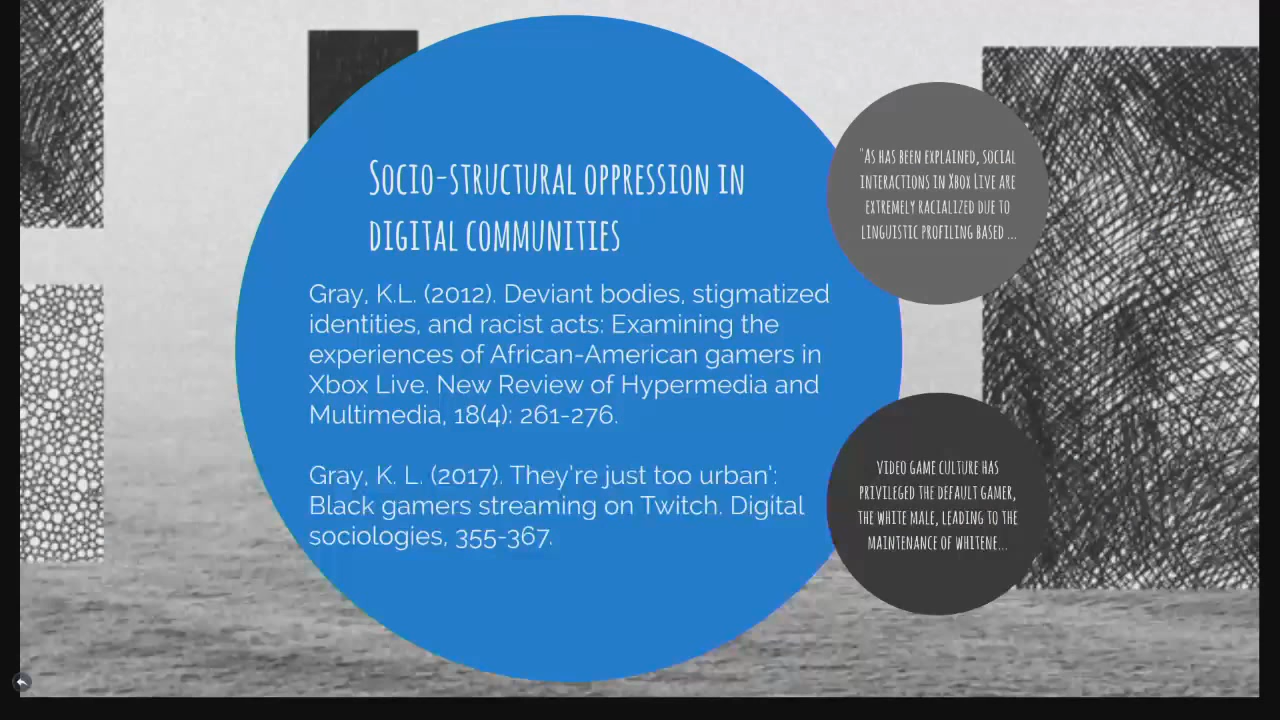 Socio-structural oppression in
digital communities
Gray, K.L. (2012). Deviant bodies, stigmatized
identities, and racist acts: Examining the
experiences of African-American gamers in
Xbox Live. New Review of Hypermedia and
Multimedia, 18(4): 261-276.
Gray, K. L. (2017). They're just too urban':
Black gamers streaming on Twitch. Digital
sociologies, 355-367.
"As has been explained, social
interactions in Xbox Live are
extremely racialized due to
linguistic profiling based ...
video game culture has
privileged the default gamer,
the white male, leading to the
maintenance of whitene...